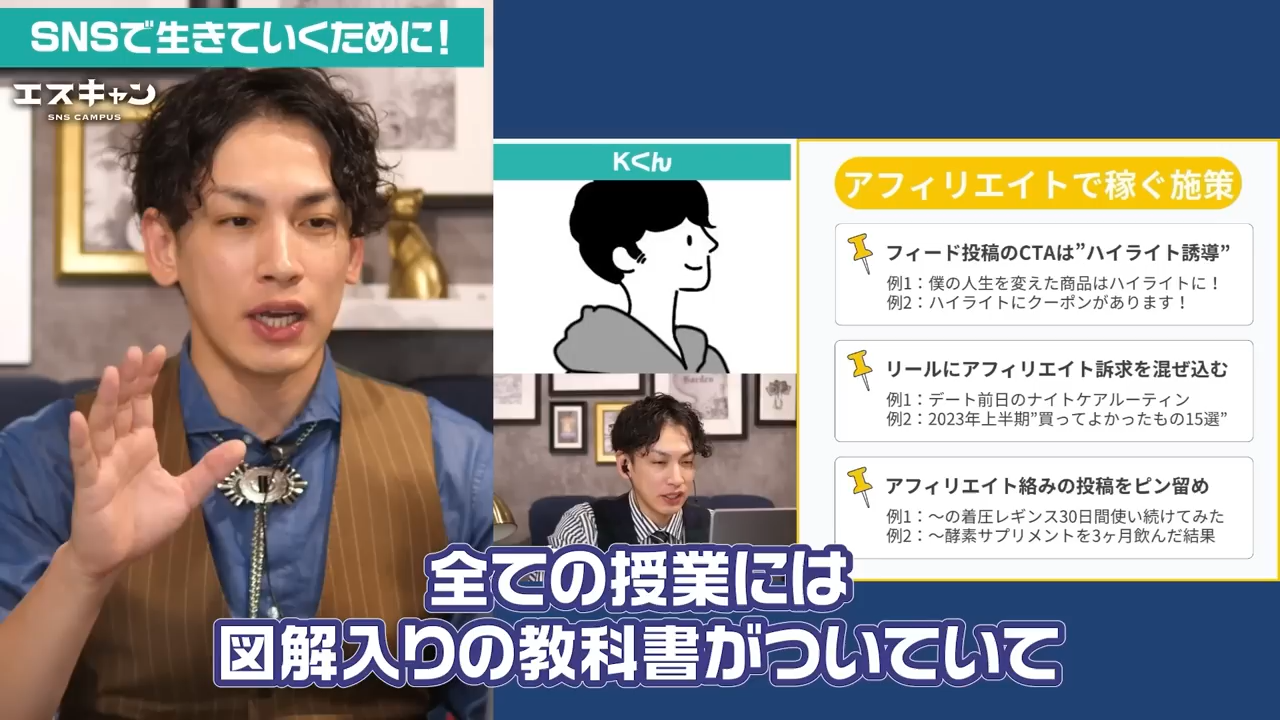 SNSで生きていくために!
エスキャン
SNS CAMPUS
Kくん
アフィリエイトで稼ぐ施策
フィード投稿のCTAは”ハイライト誘導”
例1：僕の人生を変えた商品はハイライトに！
例2：ハイライトにクーポンがあります！
リールにアフィリエイト訴求を混ぜ込む
例1：デート前日のナイトケアルーティン
例2：2023年上半期”買ってよかったもの15選”
アフィリエイト絡みの投稿をピン留め
例1：〜の着圧レギンス30日間使い続けてみた
例2：〜酵素サプリメントを3ヶ月飲んだ結果
全ての授業には
図解入りの教科書がついていて